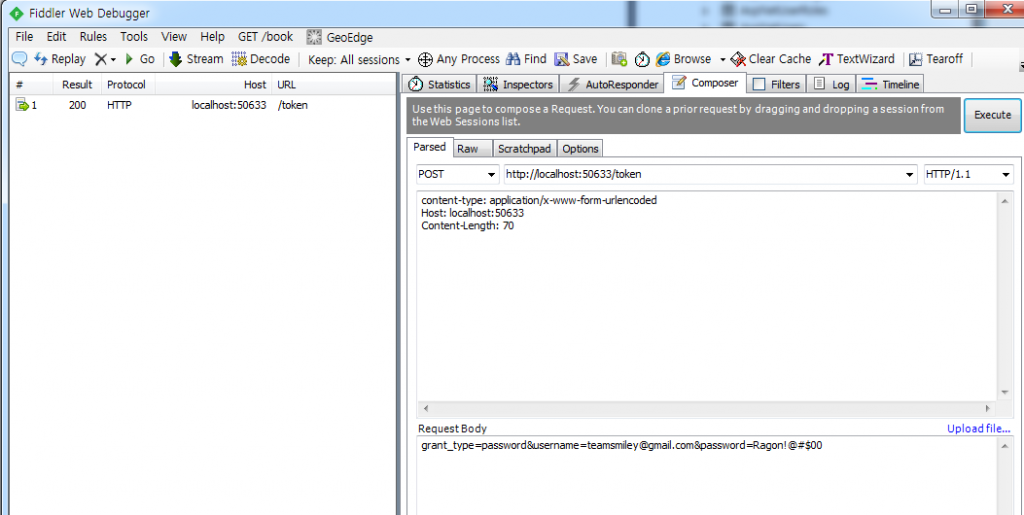 Fiddler Web Debugger
File Edit Rules Tools View Help GET /book GeoEdge
Replay Go Stream Decode Keep: All sessions Any Process Find Save Browse Clear Cache TextWizard Tearoff
# Result Protocol Host URL
1 200 HTTP localhost:50633 /token
Statistics Inspectors AutoResponder Composer Filters Log Timeline
Use this page to compose a Request. You can clone a prior request by dragging and dropping a session from
the Web Sessions list.
Execute
Parsed Raw Scratchpad Options
POST http://localhost:50633/token HTTP/1.1
content-type: application/x-www-form-urlencoded
Host: localhost:50633
Content-Length: 70
Request Body Upload file...
grant_type=password&username=teamsmiley@gmail.com&password=Ragon!@#$00